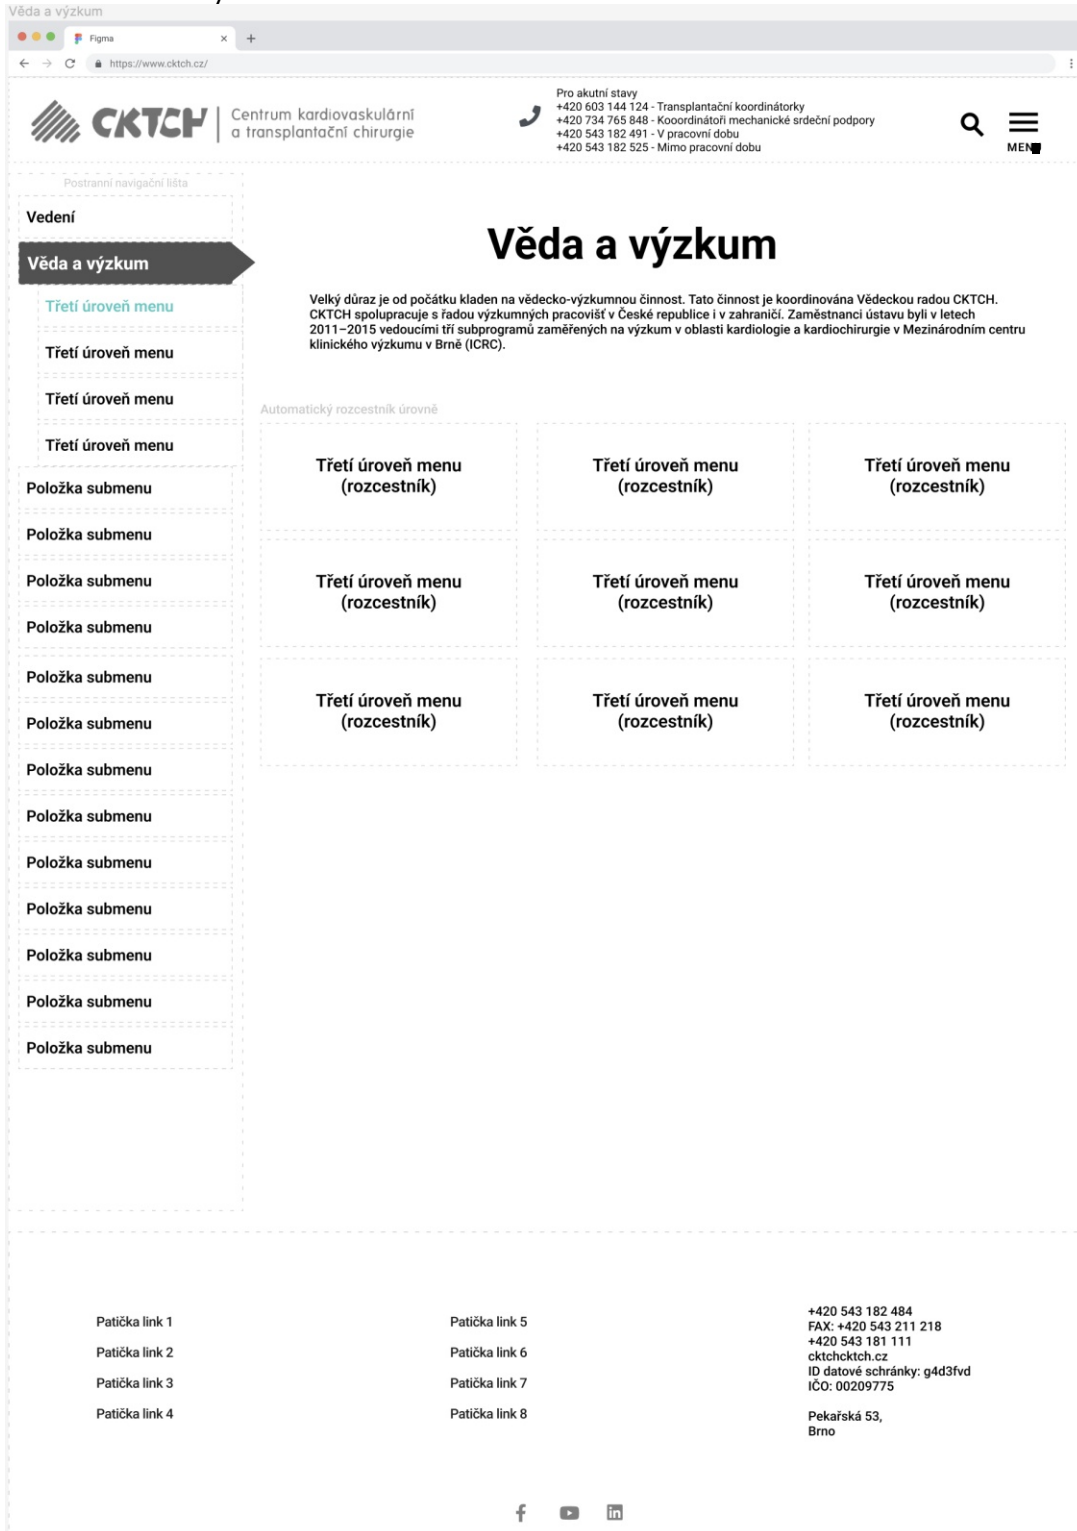 Věda a výzkum
Figma
https://www.cktch.cz/
CKTCH
Centrum kardiovaskulární
a transplantační chirurgie
Pro akutní stavy
+420 603 144 124 - Transplantační koordinátorky
+420 734 765 848 - Kooordinátoři mechanické srdeční podpory
+420 543 182 491 - V pracovní dobu
+420 543 182 525 - Mimo pracovní dobu
MENU
Postranní navigační lišta
Vedení
Věda a výzkum
Třetí úroveň menu
Třetí úroveň menu
Třetí úroveň menu
Třetí úroveň menu
Položka submenu
Položka submenu
Položka submenu
Položka submenu
Položka submenu
Položka submenu
Položka submenu
Položka submenu
Položka submenu
Položka submenu
Položka submenu
Položka submenu
Položka submenu
Věda a výzkum
Velký důraz je od počátku kladen na vědecko-výzkumnou činnost. Tato činnost je koordinována Vědeckou radou CKTCH.
CKTCH spolupracuje s řadou výzkumných pracovišť v České republice i v zahraničí. Zaměstnanci ústavu byli v letech
2011–2015 vedoucími tří subprogramů zaměřených na výzkum v oblasti kardiologie a kardiochirurgie v Mezinárodním centru
klinického výzkumu v Brně (ICRC).
Automatický rozcestník úrovně
Třetí úroveň menu
(rozcestník)
Třetí úroveň menu
(rozcestník)
Třetí úroveň menu
(rozcestník)
Třetí úroveň menu
(rozcestník)
Třetí úroveň menu
(rozcestník)
Třetí úroveň menu
(rozcestník)
Třetí úroveň menu
(rozcestník)
Třetí úroveň menu
(rozcestník)
Třetí úroveň menu
(rozcestník)
Patička link 1
Patička link 2
Patička link 3
Patička link 4
Patička link 5
Patička link 6
Patička link 7
Patička link 8
+420 543 182 484
FAX: +420 543 211 218
+420 543 181 111
cktchcktch.cz
ID datové schránky: g4d3fvd
IČO: 00209775
Pekařská 53,
Brno